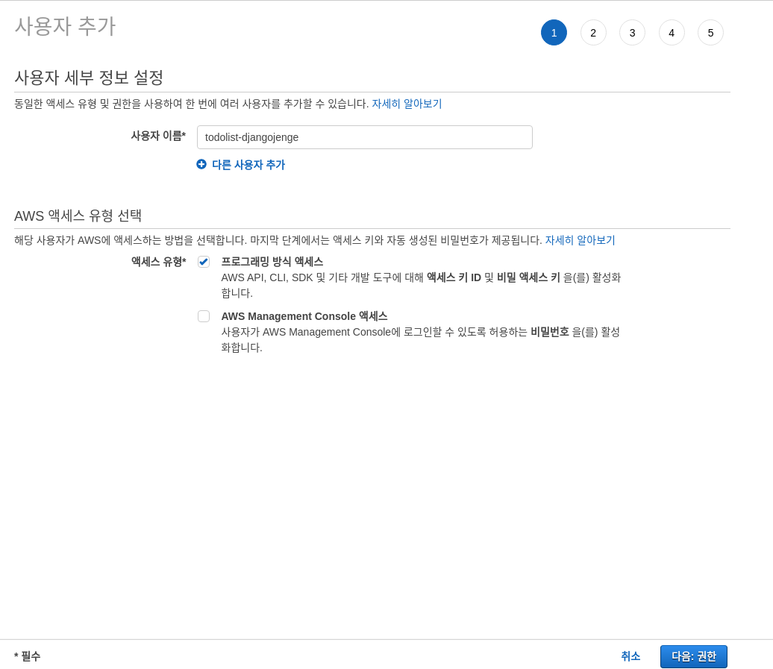 사용자 추가
1 2 3 4 5
사용자 세부 정보 설정
동일한 액세스 유형 및 권한을 사용하여 한 번에 여러 사용자를 추가할 수 있습니다. 자세히 알아보기
사용자 이름* todolist-djangojenge
다른 사용자 추가
AWS 액세스 유형 선택
해당 사용자가 AWS에 액세스하는 방법을 선택합니다. 마지막 단계에서는 액세스 키와 자동 생성된 비밀번호가 제공됩니다. 자세히 알아보기
액세스 유형* 프로그래밍 방식 액세스
AWS API, CLI, SDK 및 기타 개발 도구에 대해 액세스 키 ID 및 비밀 액세스 키 을(를) 활성화
합니다.
AWS Management Console 액세스
사용자가 AWS Management Console에 로그인할 수 있도록 허용하는 비밀번호 을(를) 활성
화합니다.
* 필수 취소 다음: 권한